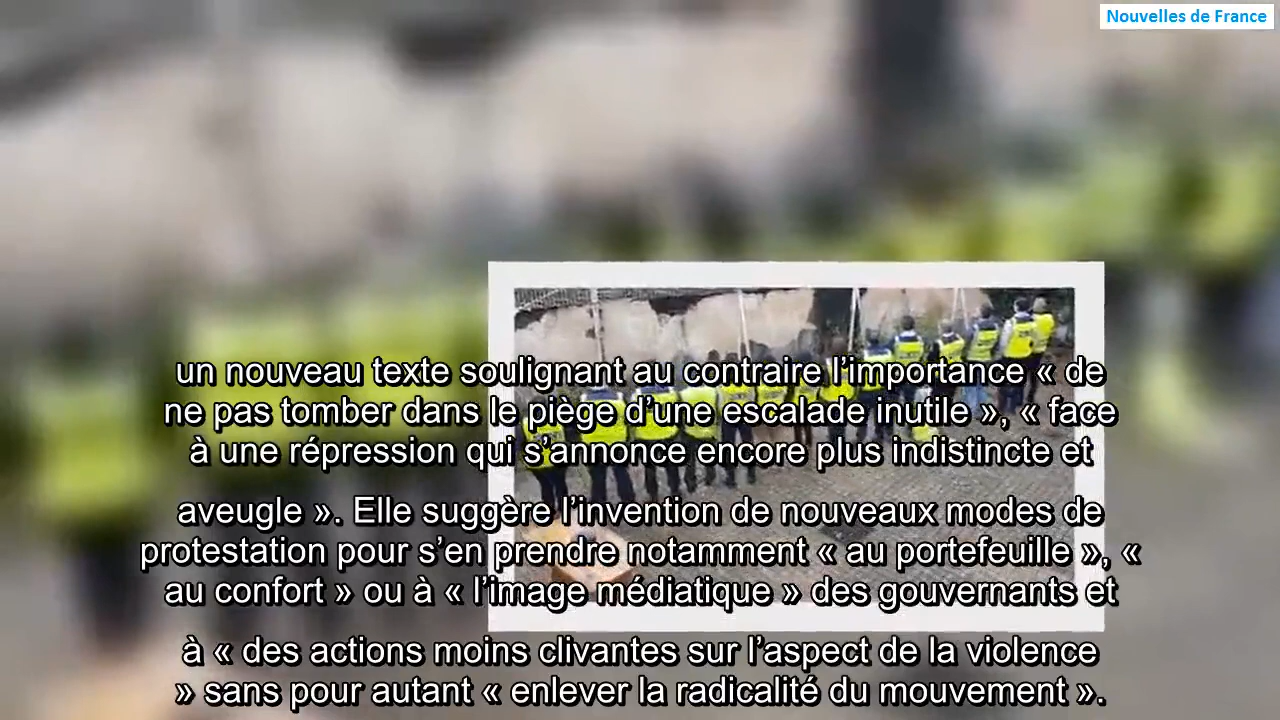 Nouvelles de France
un nouveau texte soulignant au contraire l’importance « de
ne pas tomber dans le piège d’une escalade inutile », « face
à une répression qui s’annonce encore plus indistincte et
aveugle ». Elle suggère l’invention de nouveaux modes de
protestation pour s’en prendre notamment « au portefeuille », «
au confort » ou à « l’image médiatique » des gouvernants et
à « des actions moins clivantes sur l’aspect de la violence
» sans pour autant « enlever la radicalité du mouvement ».